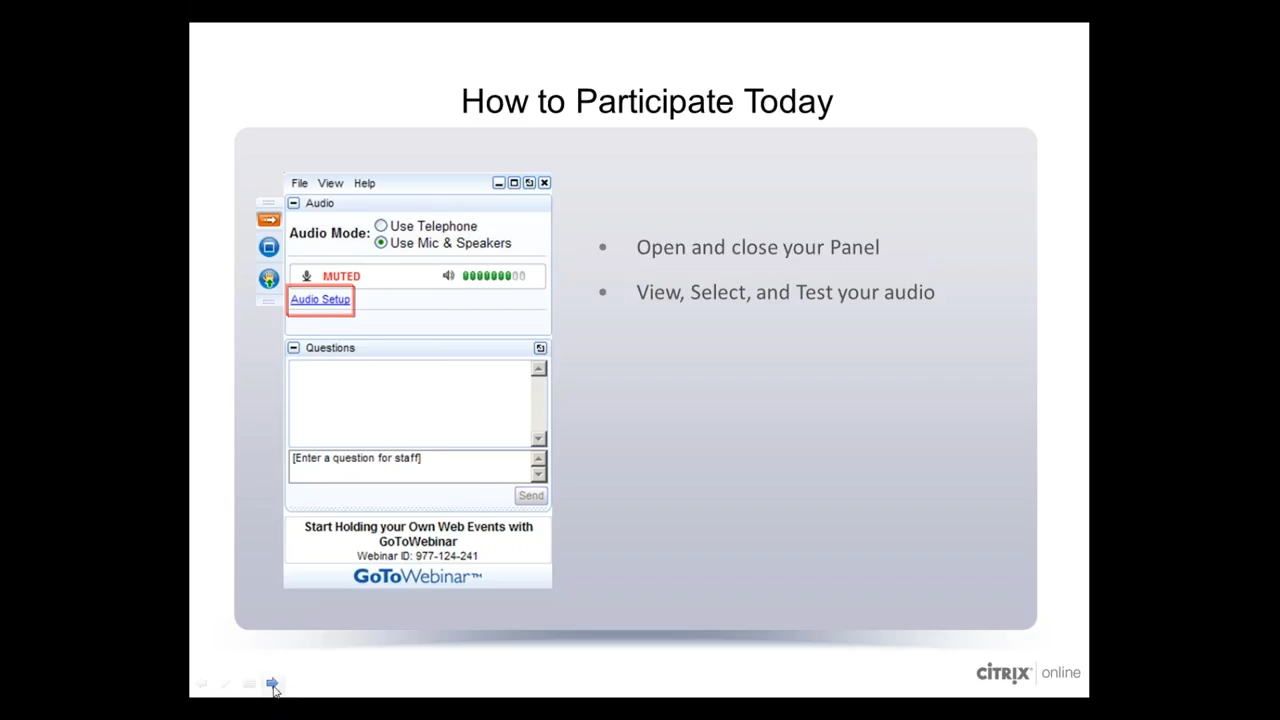 How to Participate Today
File View Help
Audio
Audio Mode:
Use Telephone
Use Mic & Speakers
MUTED
Audio Setup
Questions
[Enter a question for staff]
Send
Start Holding your Own Web Events with
GoToWebinar
Webinar ID: 977-124-241
GoToWebinar™
• Open and close your Panel
• View, Select, and Test your audio
CITRIX® online